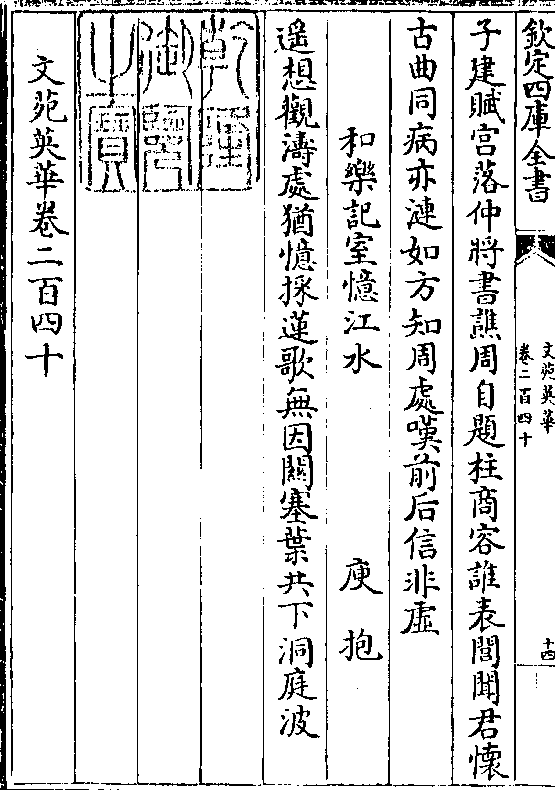 欽定四庫全書
文苑英華
卷二百四十
十四
子建賦宮落仲將書譙周自題柱商容誰表閭聞君懷
古曲同病亦漣如方知周處嘆前后信非虛
和樂記室憶江水 庾抱
遥想觀濤處猶憶採蓮歌無因關塞葉共下洞庭波
乾隆
御覽
之寶
文苑英華卷二百四十